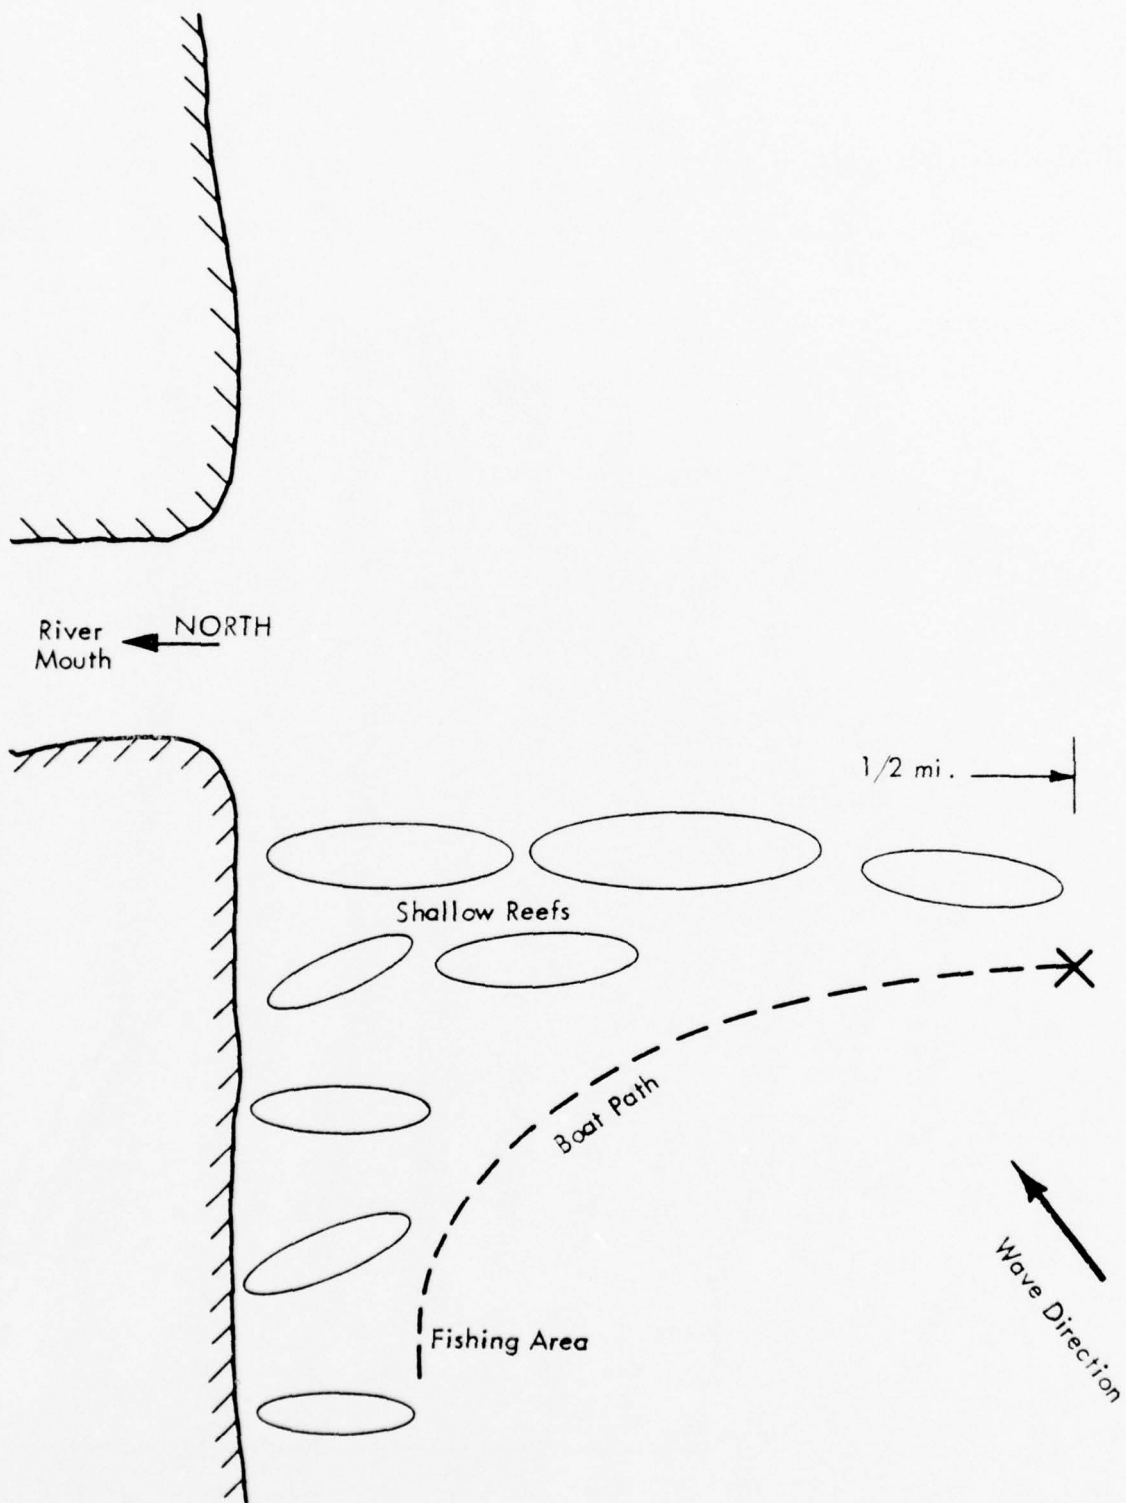 NORTH
River
Mouth
1/2 mi.
Shallow Reefs
Boat Path
Wave Direction
Fishing Area